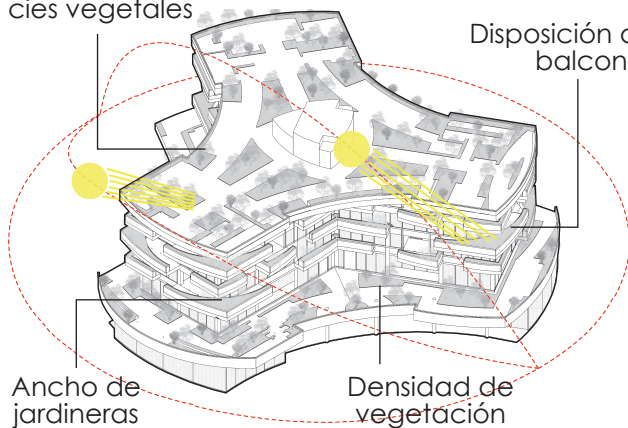 cies vegetales
Disposición
balcon
Ancho de
jardineras
Densidad de
vegetación